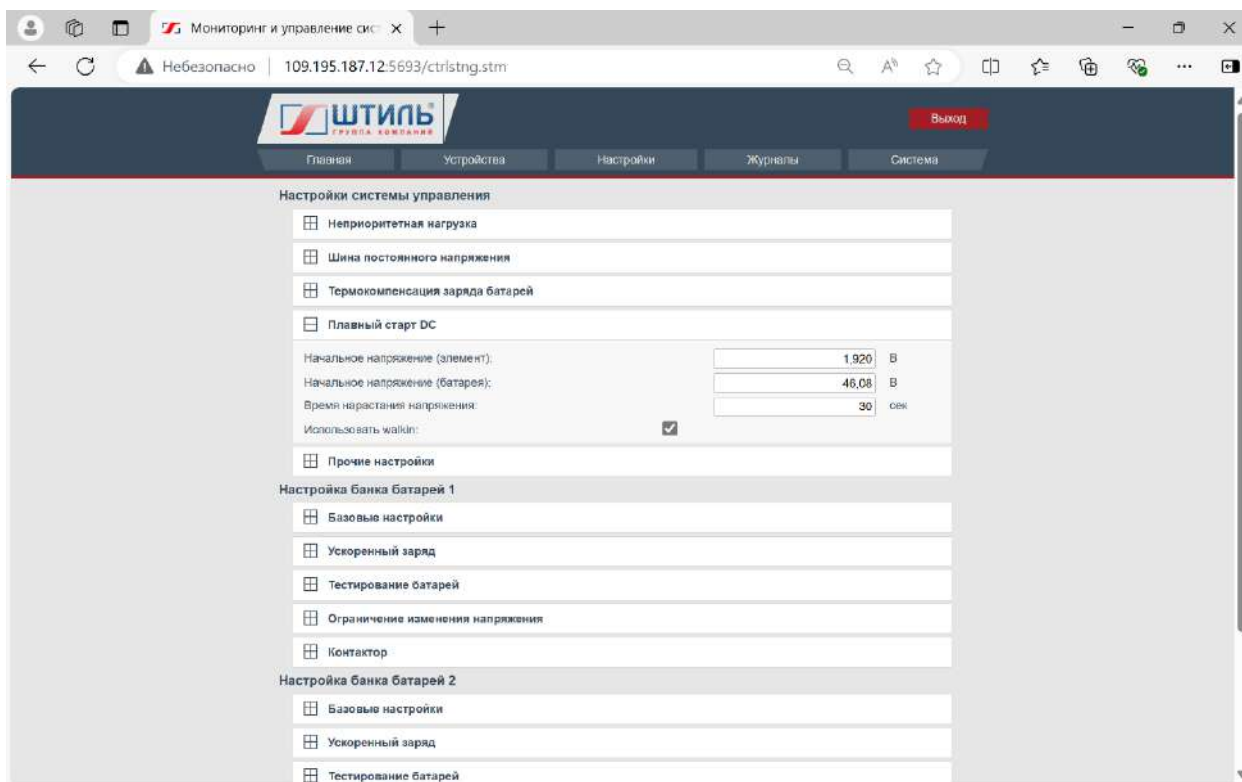 Мониторинг и управление сис
Небезопасно
109.195.187.12:5693/ctrlstng.stm
ШТИЛЬ®
ГРУППА КОМПАНИЙ
Выход
Главная
Устройства
Настройки
Журналы
Система
Настройки системы управления
Неприоритетная нагрузка
Шина постоянного напряжения
Термокомпенсация заряда батарей
Плавный старт DC
Начальное напряжение (элемент): 1,920 В
Начальное напряжение (батарея): 46,08 В
Время нарастания напряжения: 30 сек
Использовать walkin:
Прочие настройки
Настройка банка батарей 1
Базовые настройки
Ускоренный заряд
Тестирование батарей
Ограничение изменения напряжения
Контактор
Настройка банка батарей 2
Базовые настройки
Ускоренный заряд
Тестирование батарей